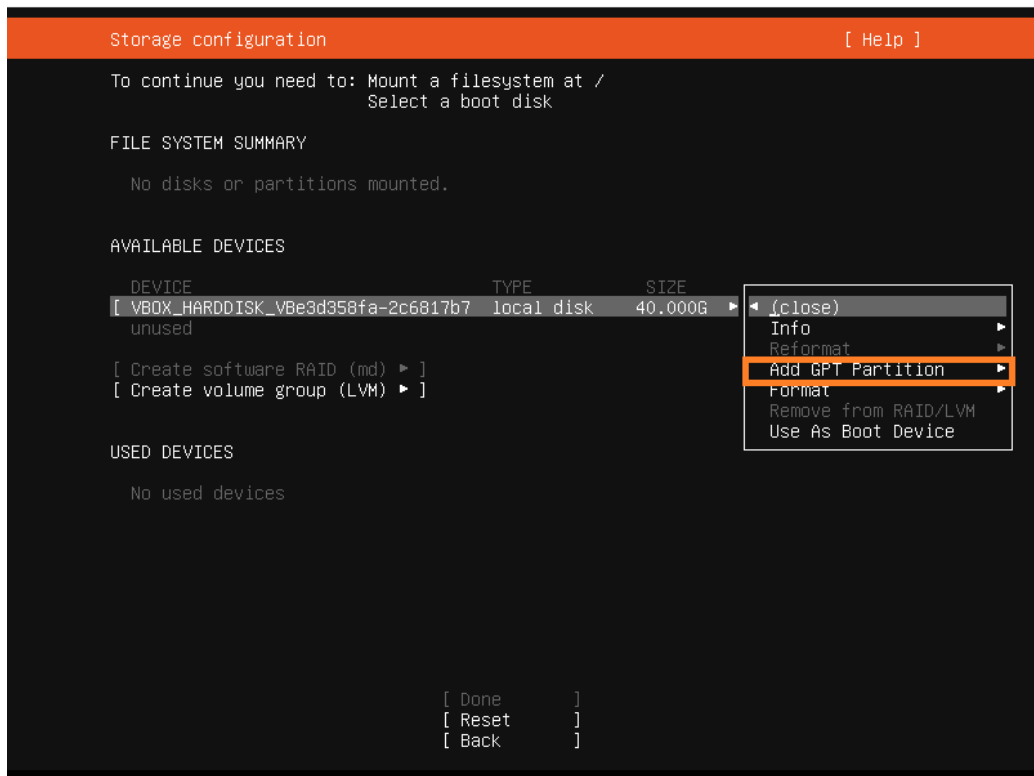 Storage configuration [ Help ]
To continue you need to: Mount a filesystem at /
Select a boot disk
FILE SYSTEM SUMMARY
No disks or partitions mounted.
AVAILABLE DEVICES
DEVICE TYPE SIZE
[ VBOX_HARDDISK_VBe3d358fa-2c6817b7 local disk 40.000G ► ◄ (close)
unused Info ►
Reformat ►
[ Create software RAID (md) ► ] Add GPT Partition ►
[ Create volume group (LVM) ► ] Format ►
Remove from RAID/LVM
Use As Boot Device
USED DEVICES
No used devices
[ Done ]
[ Reset ]
[ Back ]